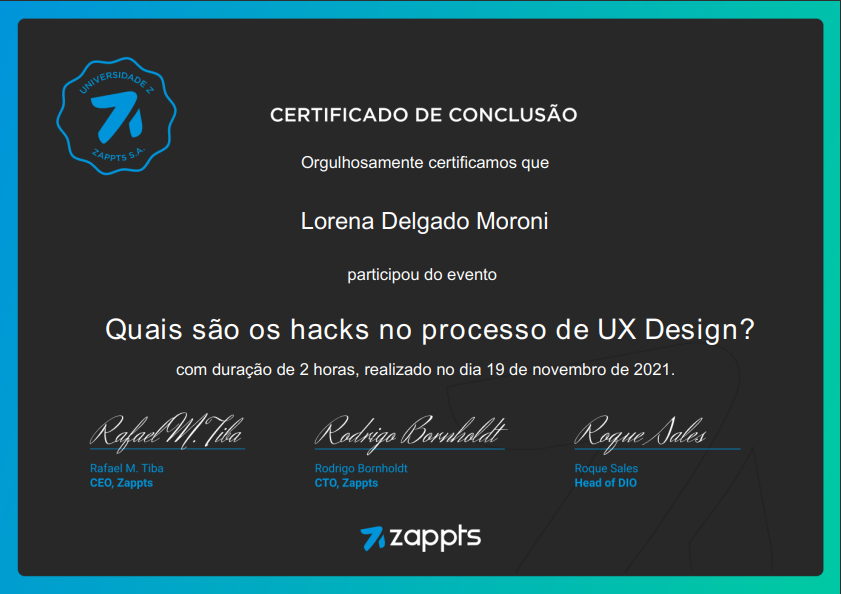 UNIVERSIDADE Z
ZAPPTS S.A.
CERTIFICADO DE CONCLUSÃO
Orgulhosamente certificamos que
Lorena Delgado Moroni
participou do evento
Quais são os hacks no processo de UX Design?
com duração de 2 horas, realizado no dia 19 de novembro de 2021.
Rafael M. Tiba
Rafael M. Tiba
CEO, Zappts
Rodrigo Bornholdt
Rodrigo Bornholdt
CTO, Zappts
Roque Sales
Roque Sales
Head of DIO
zappts